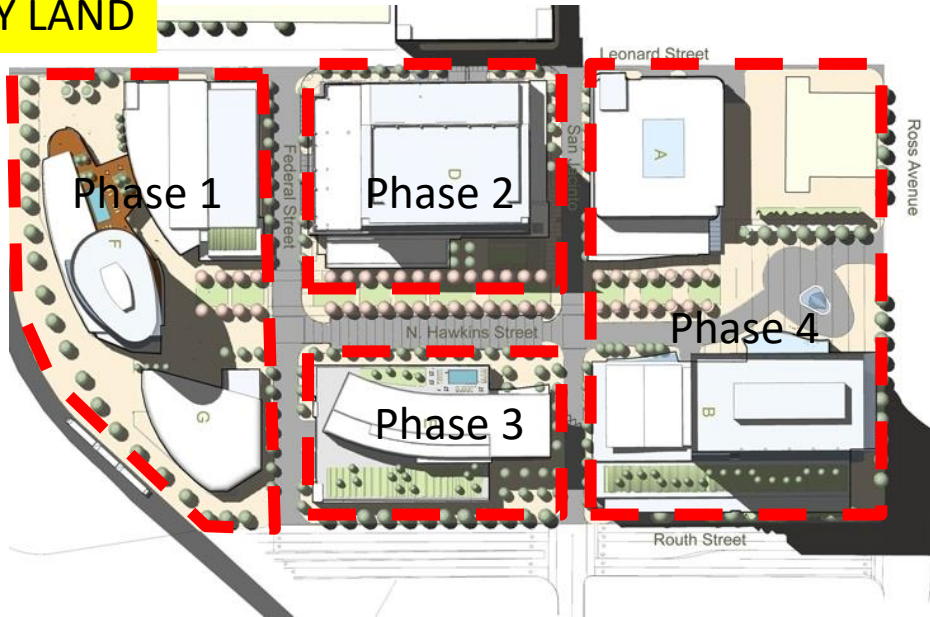 Y LAND
Leonard Street
Ross Avenue
Federal Street
San Jacinto
A
D
Phase 1
Phase 2
F
N. Hawkins Street
Phase 4
Phase 3
G
B
Routh Street